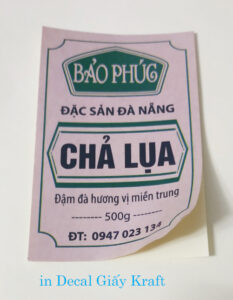 BẢO PHÚC
ĐẶC SẢN ĐÀ NẴNG
CHẢ LỤA
Đậm đà hương vị miền trung
-------- 500g --------
ĐT: 0947 023 134
in Decal Giấy Kraft